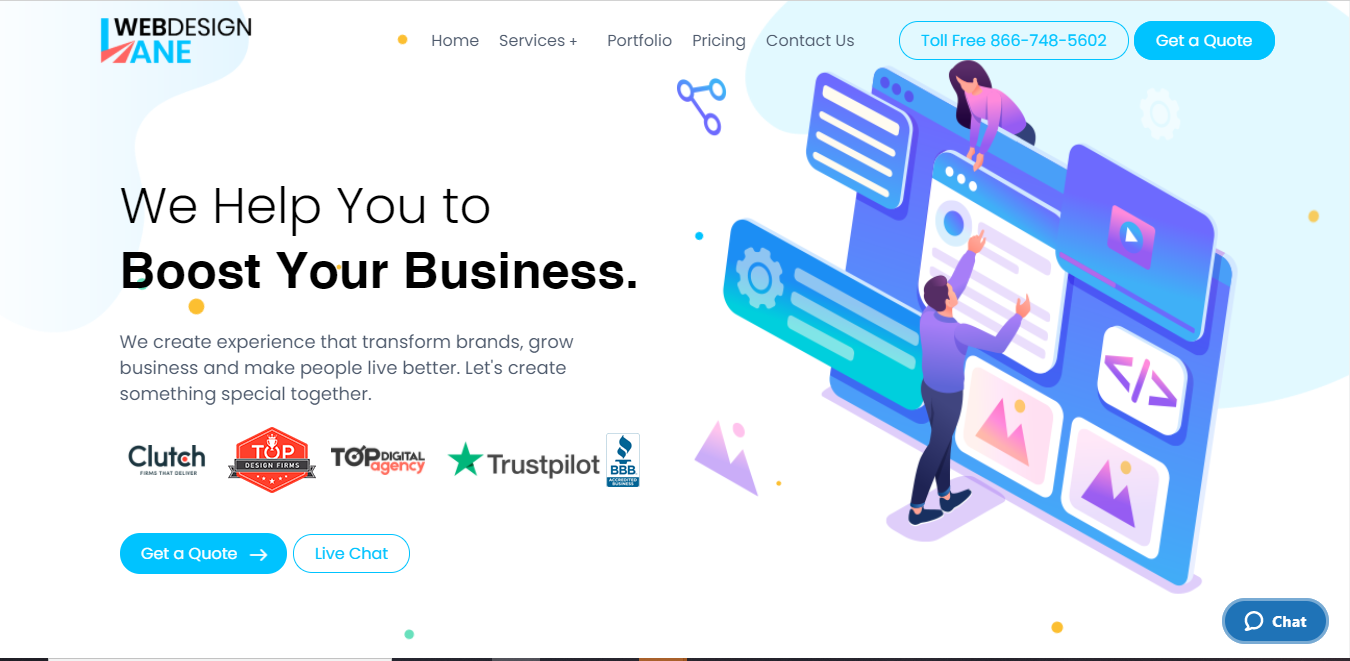 WEBDESIGN
LANE
Home
Services +
Portfolio
Pricing
Contact Us
Toll Free 866-748-5602
Get a Quote
We Help You to
Boost Your Business.
We create experience that transform brands, grow
business and make people live better. Let's create
something special together.
Clutch
FIRMS THAT DELIVER
TOP
DESIGN FIRMS
TOP DIGITAL
agency
Trustpilot
BBB
ACCREDITED
BUSINESS
Get a Quote →
Live Chat
</>
Chat